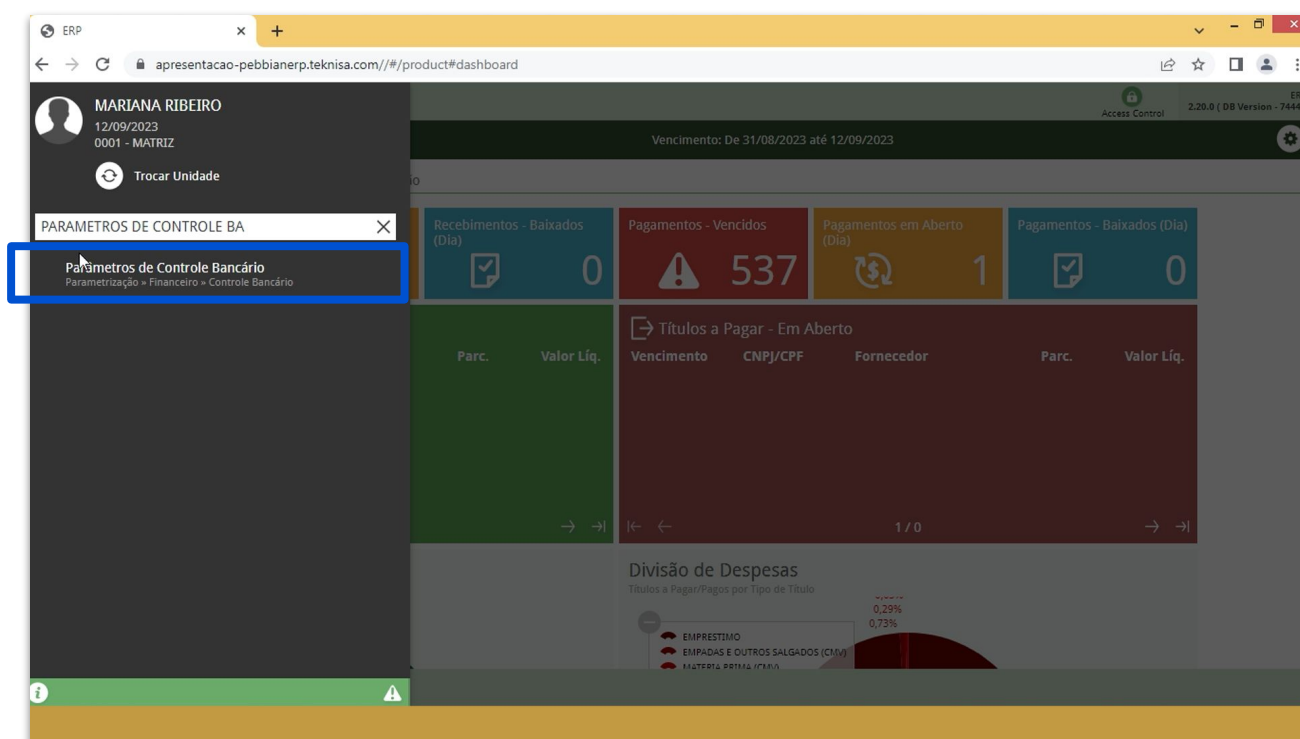 ERP
apresentacao-pebbianerp.teknisa.com//#/product#dashboard
MARIANA RIBEIRO
12/09/2023
0001 - MATRIZ
Trocar Unidade
PARAMETROS DE CONTROLE BA
Parâmetros de Controle Bancário
Parametrização » Financeiro » Controle Bancário
Access Control
2.20.0 ( DB Version - 7444
Vencimento: De 31/08/2023 até 12/09/2023
Recebimentos - Baixados
(Dia)
0
Pagamentos - Vencidos
537
Pagamentos em Aberto
(Dia)
1
Pagamentos - Baixados (Dia)
0
Parc. Valor Líq.
Títulos a Pagar - Em Aberto
Vencimento CNPJ/CPF Fornecedor Parc. Valor Líq.
1 / 0
Divisão de Despesas
Títulos a Pagar/Pagos por Tipo de Título
0,29%
0,73%
EMPRESTIMO
EMPADAS E OUTROS SALGADOS (CMV)
MATERIA PRIMA (CMV)